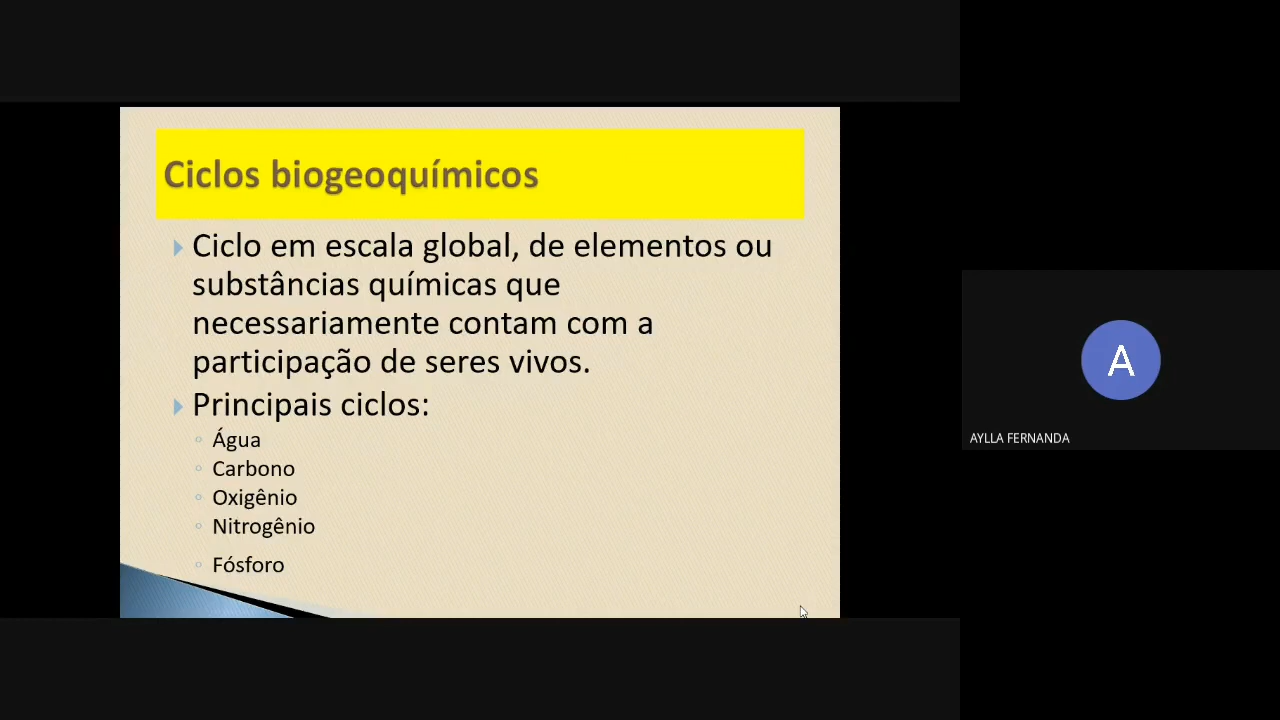 Ciclos biogeoquímicos
Ciclo em escala global, de elementos ou
substâncias químicas que
necessariamente contam com a
participação de seres vivos.
Principais ciclos:
Água
Carbono
Oxigênio
Nitrogênio
Fósforo
A
AYLLA FERNANDA